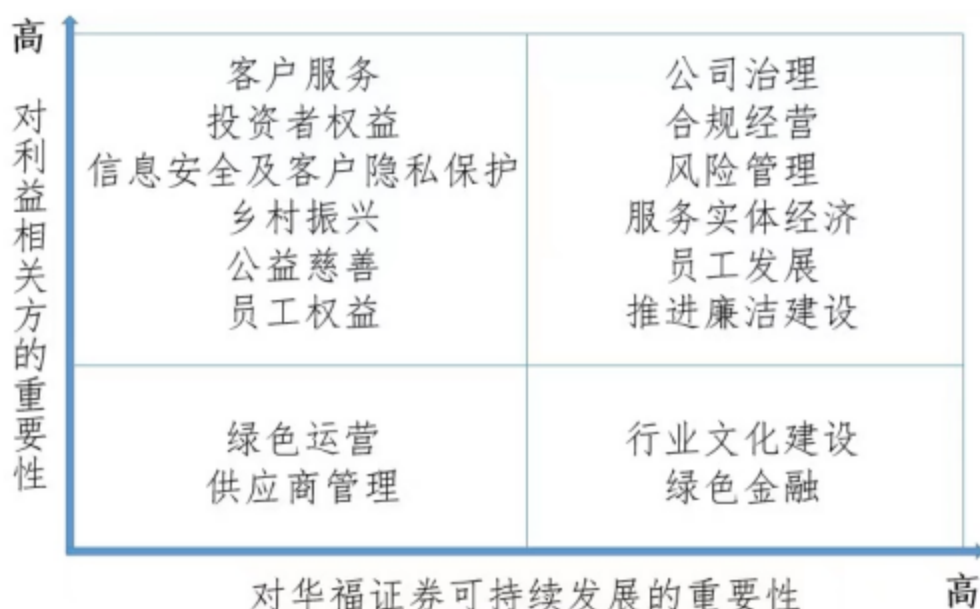 高
对利益相关方的重要性
客户服务
投资者权益
信息安全及客户隐私保护
乡村振兴
公益慈善
员工权益
公司治理
合规经营
风险管理
服务实体经济
员工发展
推进廉洁建设
绿色运营
供应商管理
行业文化建设
绿色金融
对华福证券可持续发展的重要性
高